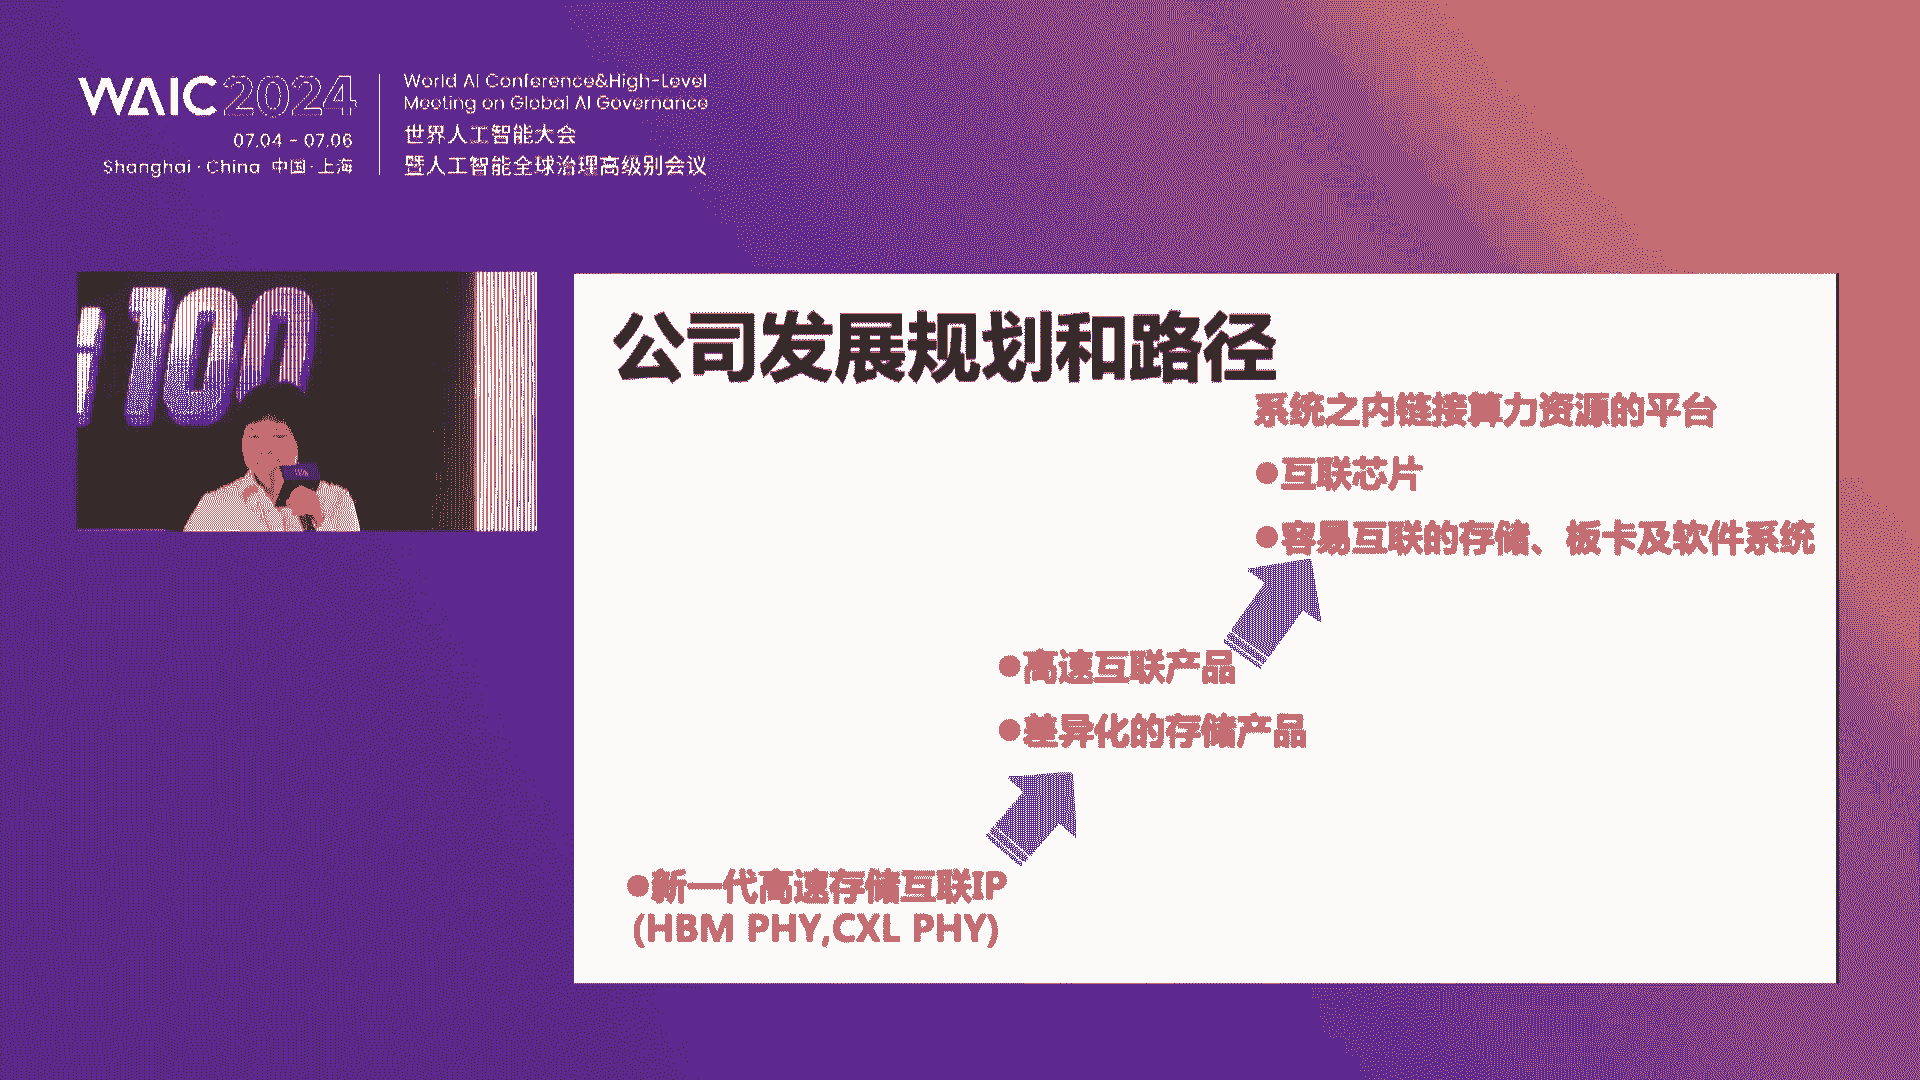 WAIC 2024
07.04 - 07.06
Shanghai · China 中国·上海
World AI Conference&High-Level
Meeting on Global AI Governance
世界人工智能大会
暨人工智能全球治理高级别会议
100
公司发展规划和路径
系统之内链接算力资源的平台
●互联芯片
●容易互联的存储、板卡及软件系统
●高速互联产品
●差异化的存储产品
●新一代高速存储互联IP
(HBM PHY,CXL PHY)